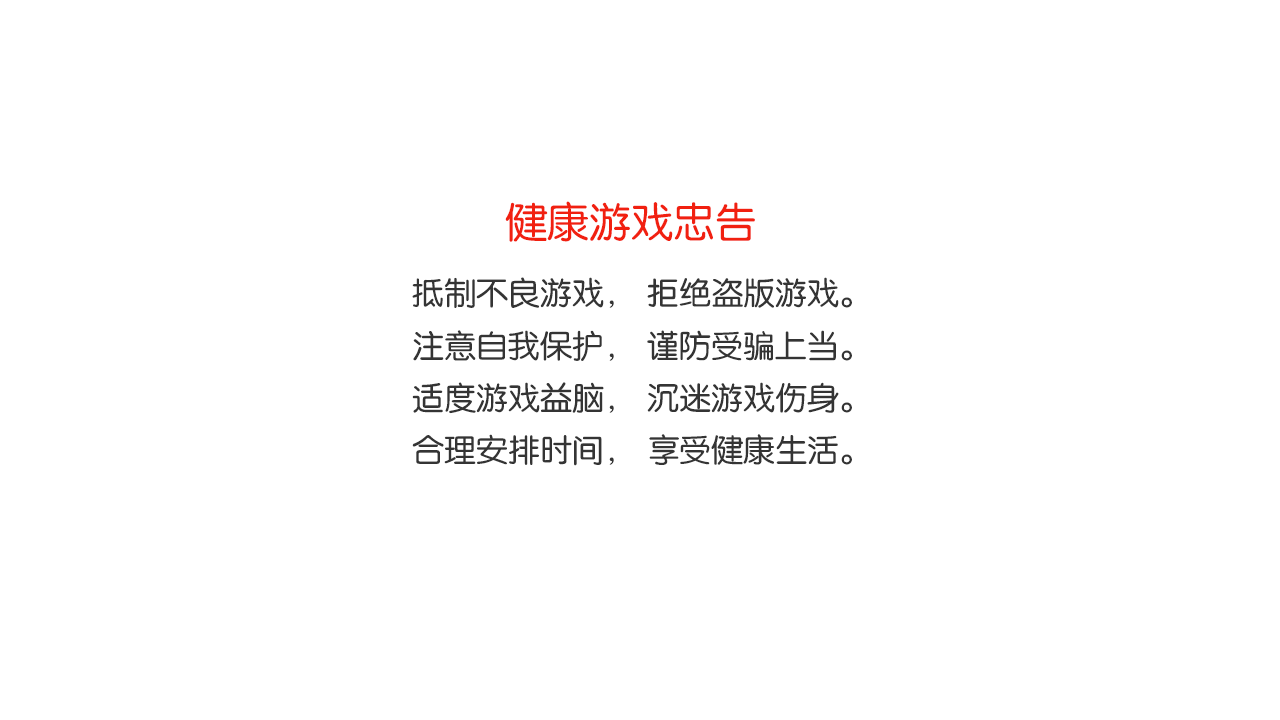 健康游戏忠告
抵制不良游戏， 拒绝盗版游戏。
注意自我保护， 谨防受骗上当。
适度游戏益脑， 沉迷游戏伤身。
合理安排时间， 享受健康生活。